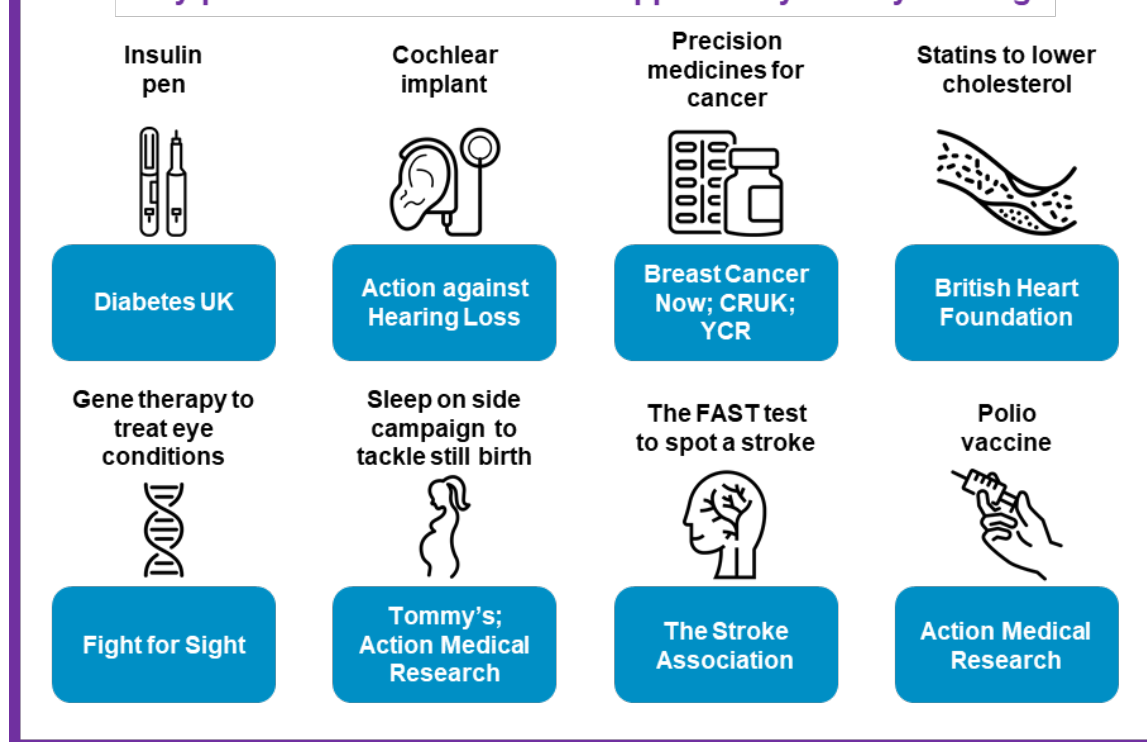 Insulin
pen
Cochlear
implant
Precision
medicines for
cancer
Statins to lower
cholesterol
Diabetes UK
Action against
Hearing Loss
Breast Cancer
Now; CRUK;
YCR
British Heart
Foundation
Gene therapy to
treat eye
conditions
Sleep on side
campaign to
tackle still birth
The FAST test
to spot a stroke
Polio
vaccine
Fight for Sight
Tommy’s;
Action Medical
Research
The Stroke
Association
Action Medical
Research